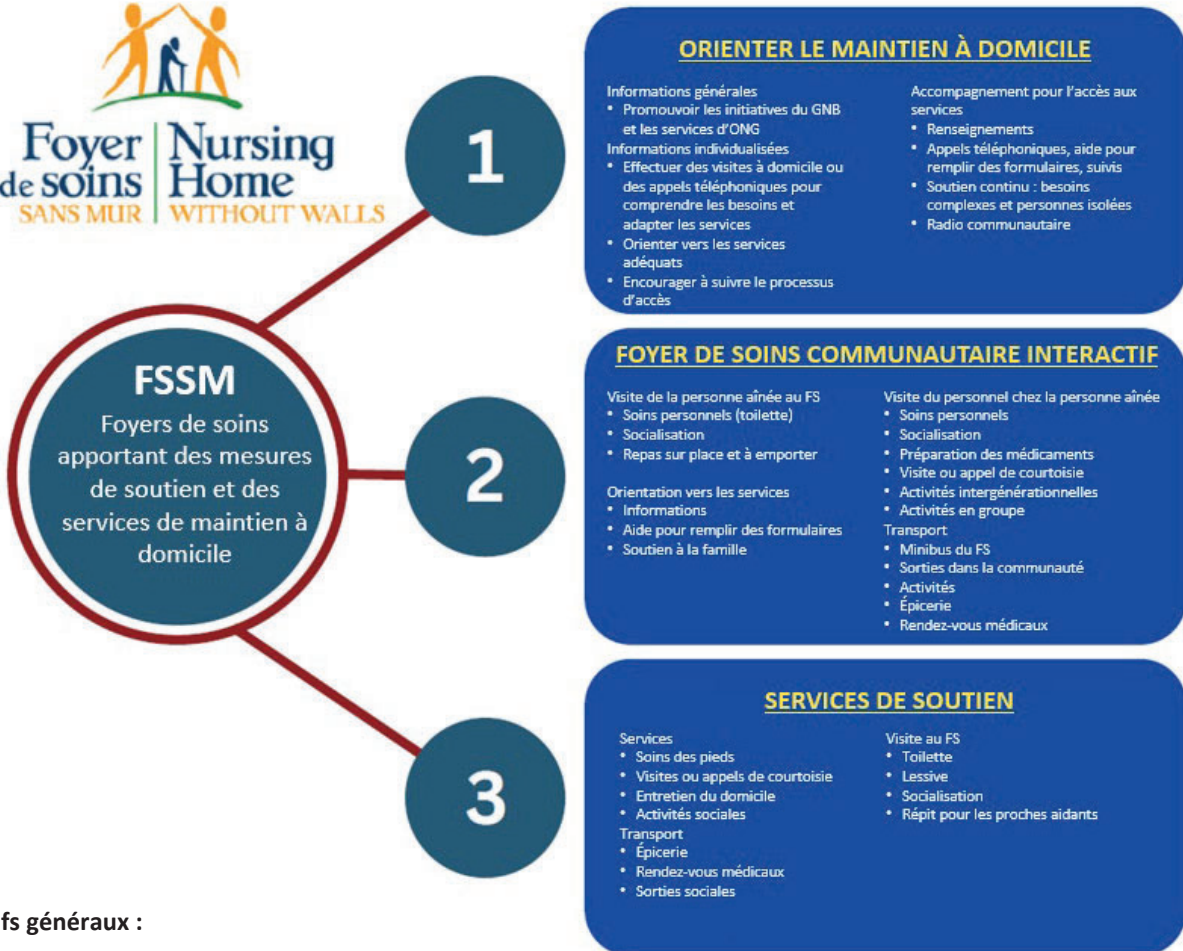 Foyer de soins SANS MUR
Nursing Home WITHOUT WALLS
FSSM
Foyers de soins
apportant des mesures
de soutien et des
services de maintien à
domicile
1
ORIENTER LE MAINTIEN À DOMICILE
Informations générales
• Promouvoir les initiatives du GNB
et les services d'ONG
Informations individualisées
• Effectuer des visites à domicile ou
des appels téléphoniques pour
comprendre les besoins et
adapter les services
• Orienter vers les services
adéquats
• Encourager à suivre le processus
d'accès
Accompagnement pour l'accès aux
services
• Renseignements
• Appels téléphoniques, aide pour
remplir des formulaires, suivis
• Soutien continu : besoins
complexes et personnes isolées
• Radio communautaire
2
FOYER DE SOINS COMMUNAUTAIRE INTERACTIF
Visite de la personne aînée au FS
• Soins personnels (toilette)
• Socialisation
• Repas sur place et à emporter
Orientation vers les services
• Informations
• Aide pour remplir des formulaires
• Soutien à la famille
Visite du personnel chez la personne aînée
• Soins personnels
• Socialisation
• Préparation des médicaments
• Visite ou appel de courtoisie
• Activités intergénérationnelles
• Activités en groupe
Transport
• Minibus du FS
• Sorties dans la communauté
• Activités
• Épicerie
• Rendez-vous médicaux
3
SERVICES DE SOUTIEN
Services
• Soins des pieds
• Visites ou appels de courtoisie
• Entretien du domicile
• Activités sociales
Transport
• Épicerie
• Rendez-vous médicaux
• Sorties sociales
Visite au FS
• Toilette
• Lessive
• Socialisation
• Répit pour les proches aidants
fs généraux :